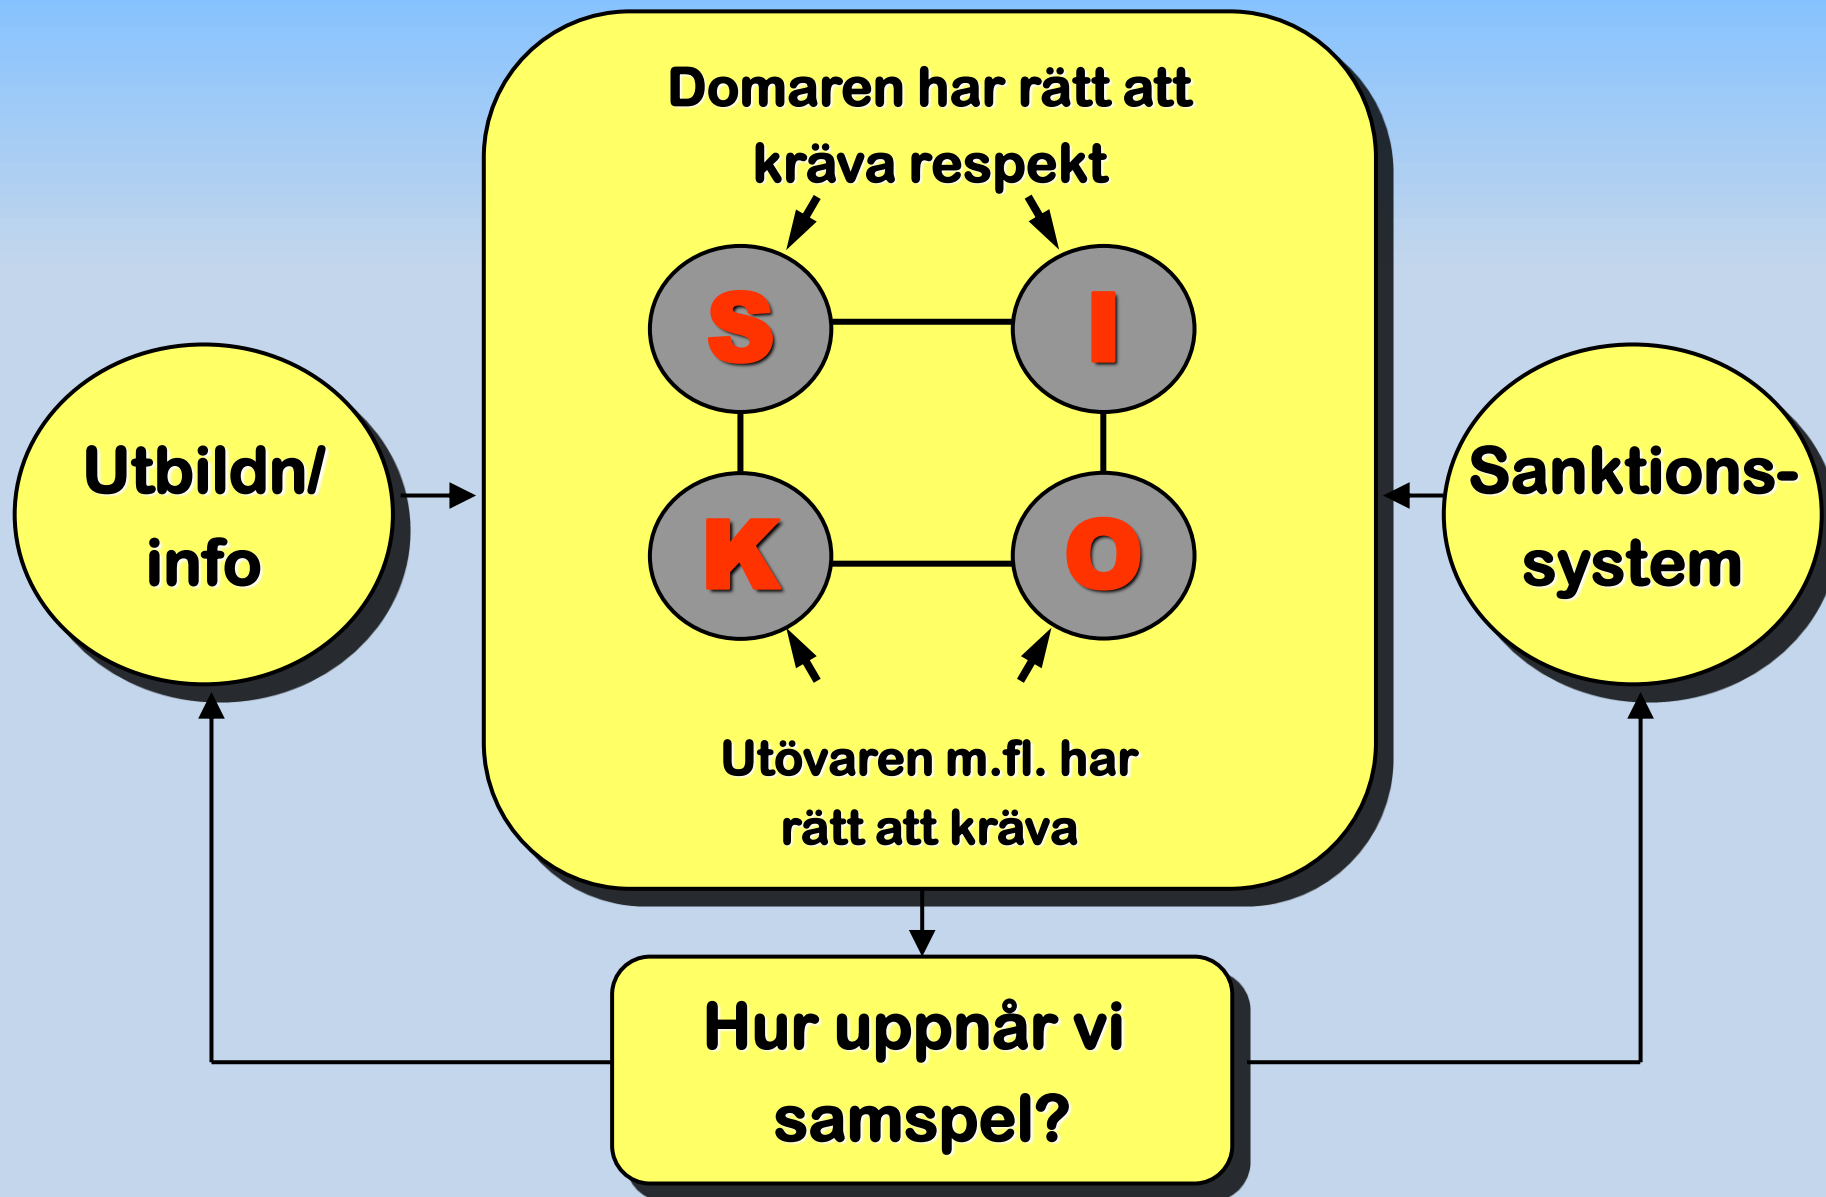 Domaren har rätt att
kräva respekt
S I
K O
Utövaren m.fl. har
rätt att kräva
Utbildn/
info
Sanktions-
system
Hur uppnår vi
samspel?